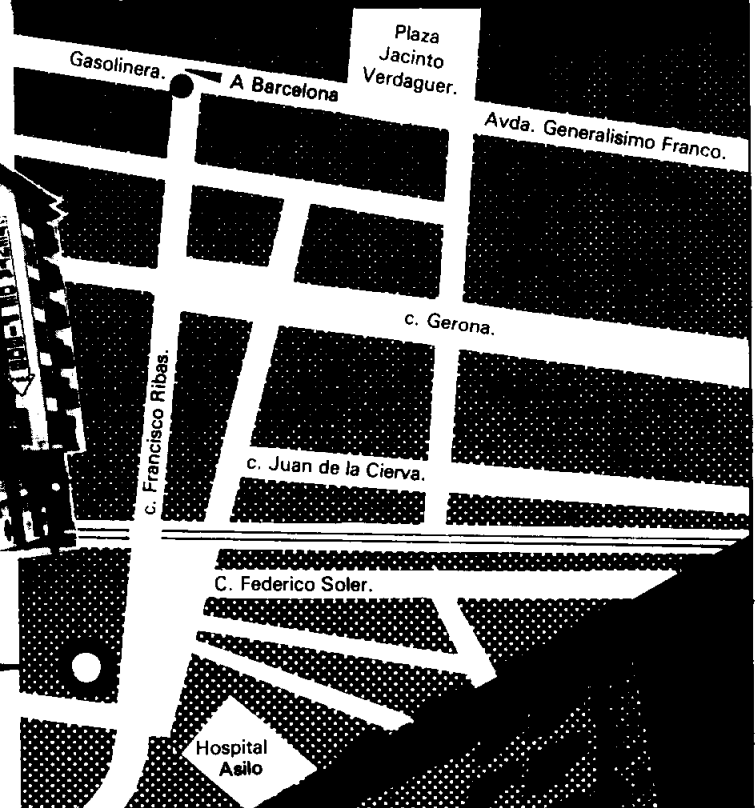 Plaza
Jacinto
Verdaguer.
Gasolinera.
A Barcelona
Avda. Generalisimo Franco.
c. Gerona.
c. Francisco Ribas.
c. Juan de la Cierva.
C. Federico Soler.
Hospital
Asilo